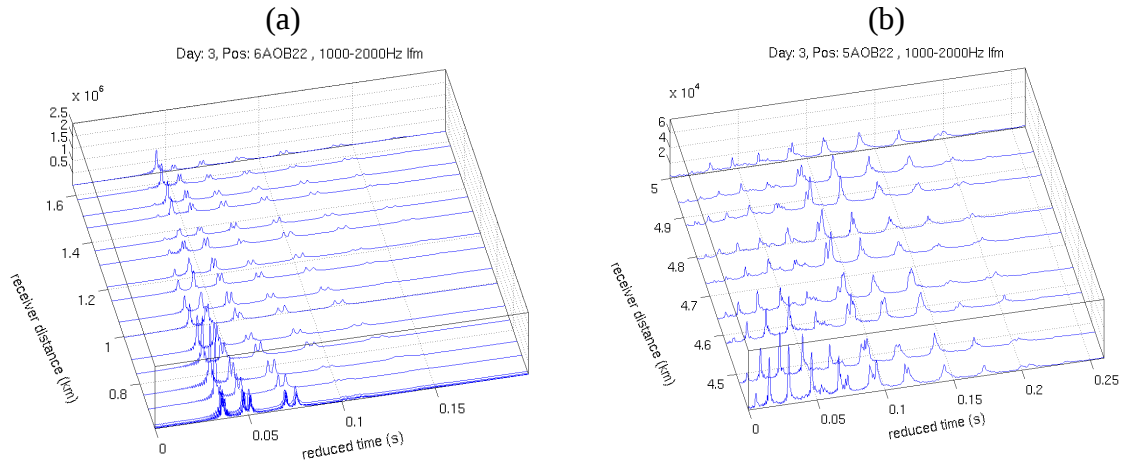 (a)
Day: 3, Pos: 6AOB22 , 1000-2000Hz lfm
x 10^6
2.5
2
1.5
1
0.5
1.6
1.4
1.2
1
0.8
receiver distance (km)
0
0.05
0.1
0.15
reduced time (s)
(b)
Day: 3, Pos: 5AOB22 , 1000-2000Hz lfm
x 10^4
6
4
2
5
4.9
4.8
4.7
4.6
4.5
receiver distance (km)
0
0.05
0.1
0.15
0.2
0.25
reduced time (s)